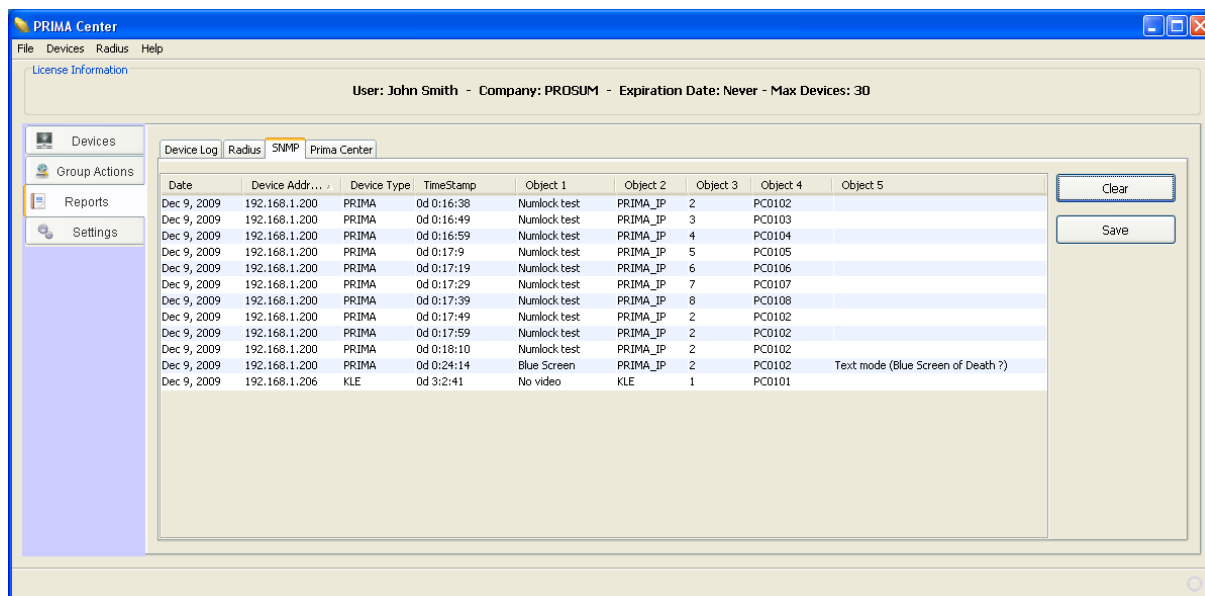 PRIMA Center
File Devices Radius Help
License Information
User: John Smith - Company: PROSUM - Expiration Date: Never - Max Devices: 30
Devices
Group Actions
Reports
Settings
Device Log Radius SNMP Prima Center
Date Device Addr... Device Type TimeStamp Object 1 Object 2 Object 3 Object 4 Object 5
Dec 9, 2009 192.168.1.200 PRIMA 0d 0:16:38 Numlock test PRIMA_IP 2 PC0102
Dec 9, 2009 192.168.1.200 PRIMA 0d 0:16:49 Numlock test PRIMA_IP 3 PC0103
Dec 9, 2009 192.168.1.200 PRIMA 0d 0:16:59 Numlock test PRIMA_IP 4 PC0104
Dec 9, 2009 192.168.1.200 PRIMA 0d 0:17:9 Numlock test PRIMA_IP 5 PC0105
Dec 9, 2009 192.168.1.200 PRIMA 0d 0:17:19 Numlock test PRIMA_IP 6 PC0106
Dec 9, 2009 192.168.1.200 PRIMA 0d 0:17:29 Numlock test PRIMA_IP 7 PC0107
Dec 9, 2009 192.168.1.200 PRIMA 0d 0:17:39 Numlock test PRIMA_IP 8 PC0108
Dec 9, 2009 192.168.1.200 PRIMA 0d 0:17:49 Numlock test PRIMA_IP 2 PC0102
Dec 9, 2009 192.168.1.200 PRIMA 0d 0:17:59 Numlock test PRIMA_IP 2 PC0102
Dec 9, 2009 192.168.1.200 PRIMA 0d 0:18:10 Numlock test PRIMA_IP 2 PC0102
Dec 9, 2009 192.168.1.200 PRIMA 0d 0:24:14 Blue Screen PRIMA_IP 2 PC0102 Text mode (Blue Screen of Death ?)
Dec 9, 2009 192.168.1.206 KLE 0d 3:2:41 No video KLE 1 PC0101
Clear
Save